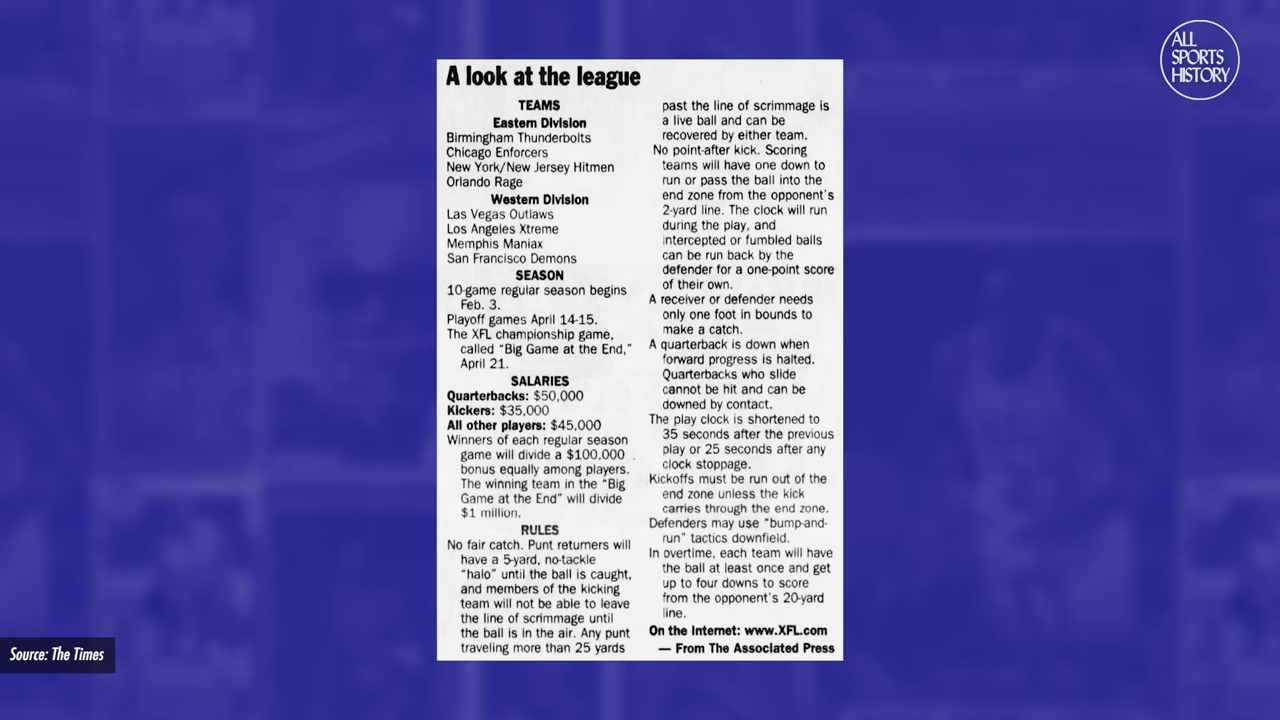 ALL
SPORTS
HISTORY
A look at the league
TEAMS
Eastern Division
Birmingham Thunderbolts
Chicago Enforcers
New York/New Jersey Hitmen
Orlando Rage
Western Division
Las Vegas Outlaws
Los Angeles Xtreme
Memphis Maniax
San Francisco Demons
SEASON
10-game regular season begins
Feb. 3.
Playoff games April 14-15.
The XFL championship game,
called “Big Game at the End,”
April 21.
SALARIES
Quarterbacks: $50,000
Kickers: $35,000
All other players: $45,000
Winners of each regular season
game will divide a $100,000
bonus equally among players.
The winning team in the “Big
Game at the End” will divide
$1 million.
RULES
No fair catch. Punt returners will
have a 5-yard, no-tackle
“halo” until the ball is caught,
and members of the kicking
team will not be able to leave
the line of scrimmage until
the ball is in the air. Any punt
traveling more than 25 yards
past the line of scrimmage is
a live ball and can be
recovered by either team.
No point-after kick. Scoring
teams will have one down to
run or pass the ball into the
end zone from the opponent’s
2-yard line. The clock will run
during the play, and
intercepted or fumbled balls
can be run back by the
defender for a one-point score
of their own.
A receiver or defender needs
only one foot in bounds to
make a catch.
A quarterback is down when
forward progress is halted.
Quarterbacks who slide
cannot be hit and can be
downed by contact.
The play clock is shortened to
35 seconds after the previous
play or 25 seconds after any
clock stoppage.
Kickoffs must be run out of the
end zone unless the kick
carries through the end zone.
Defenders may use “bump-and-
run” tactics downfield.
In overtime, each team will have
the ball at least once and get
up to four downs to score
from the opponent’s 20-yard
line.
On the Internet: www.XFL.com
— From The Associated Press
Source: The Times